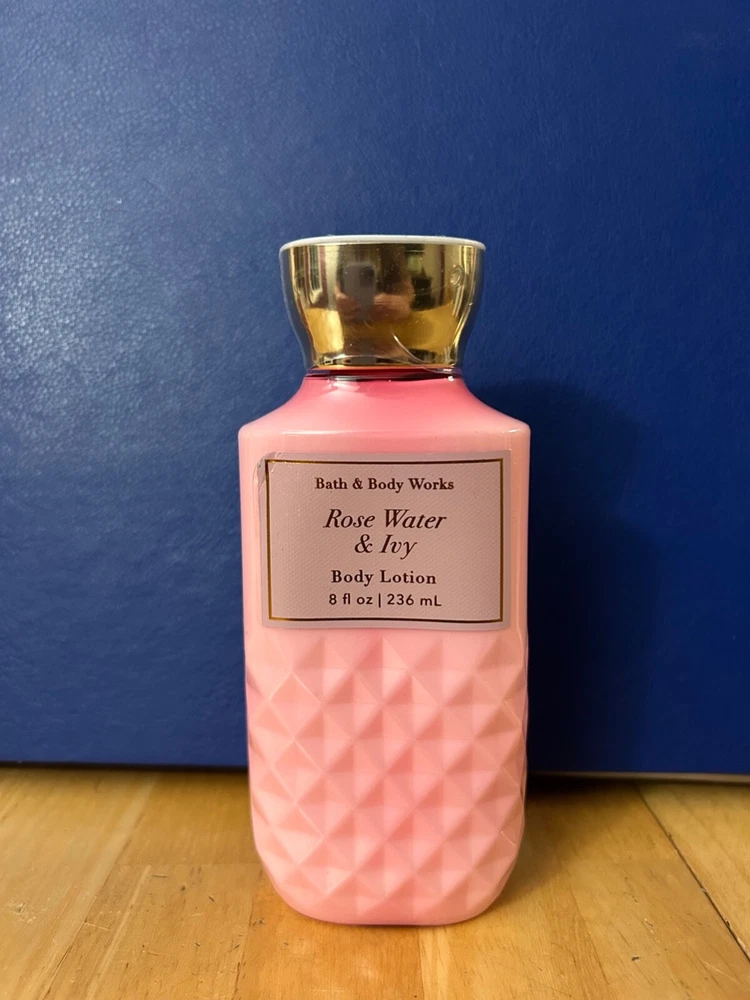 Bath & Body Works
Rose Water
& Ivy
Body Lotion
8 fl oz | 236 mL